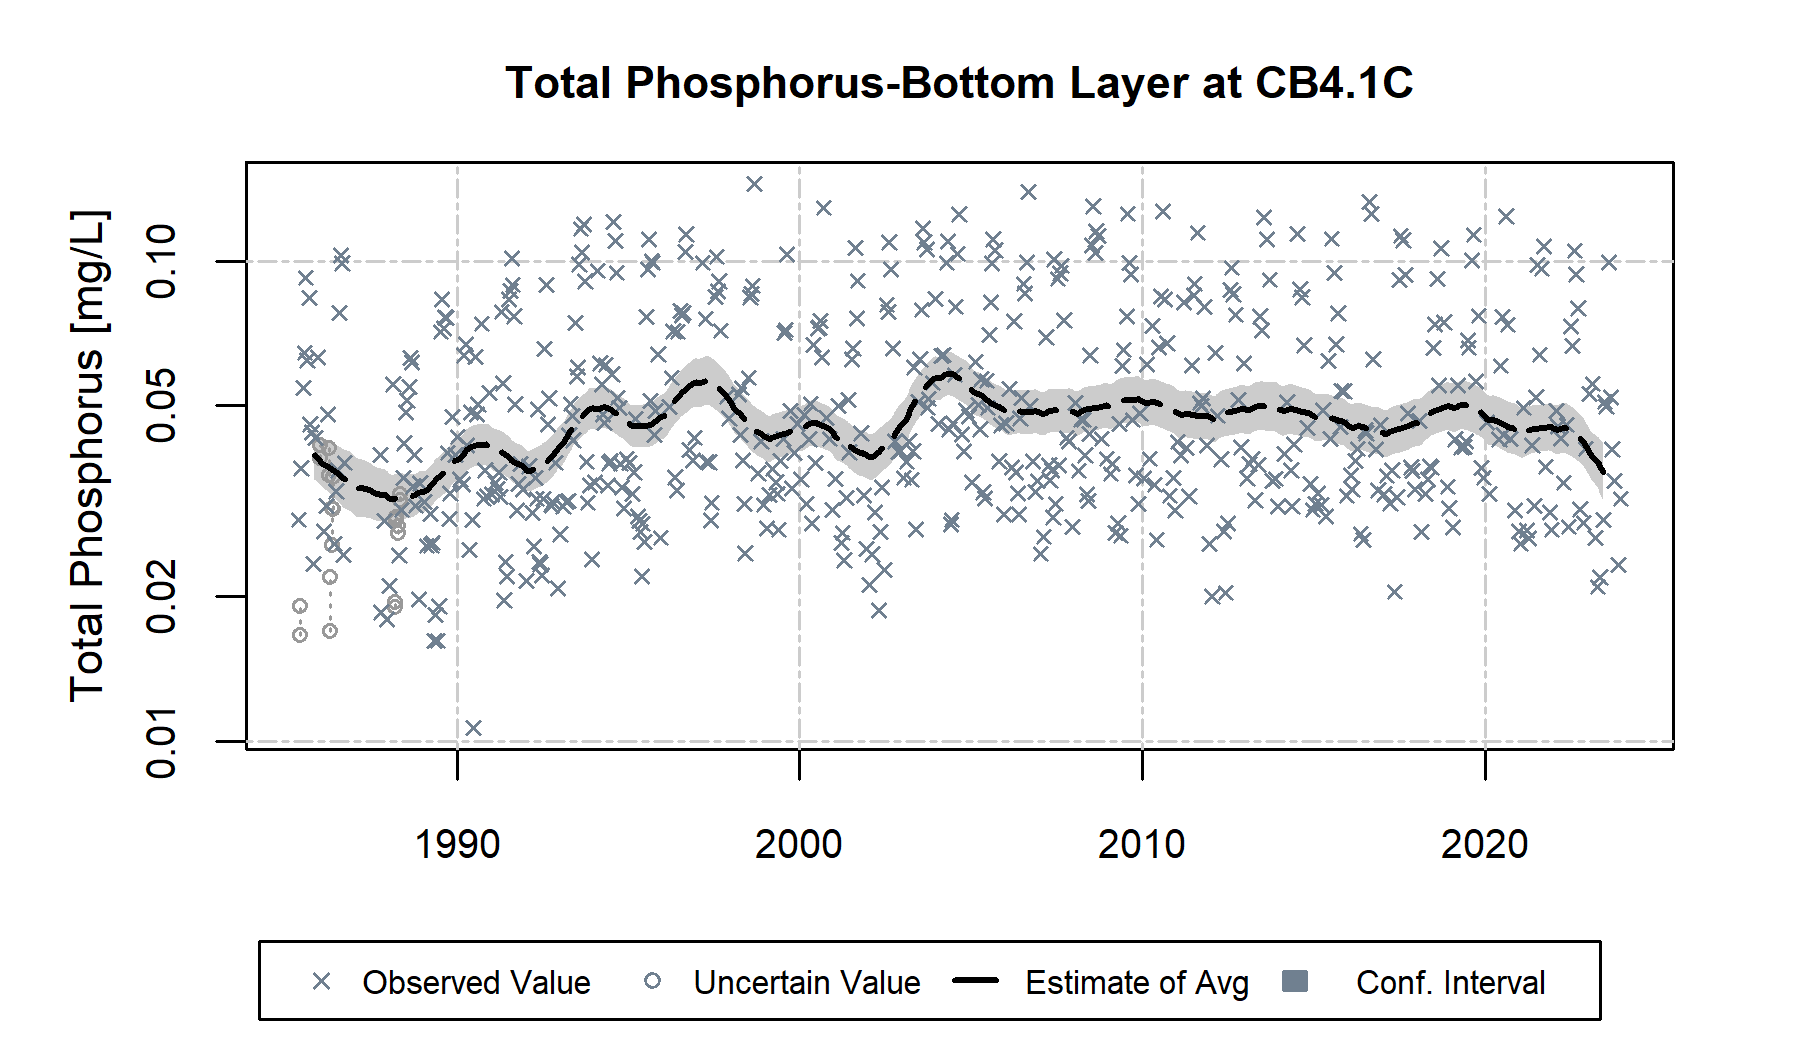 Total Phosphorus-Bottom Layer at CB4.1C
Total Phosphorus [mg/L]
0.10
0.05
0.02
0.01
1990 2000 2010 2020
Observed Value Uncertain Value Estimate of Avg Conf. Interval